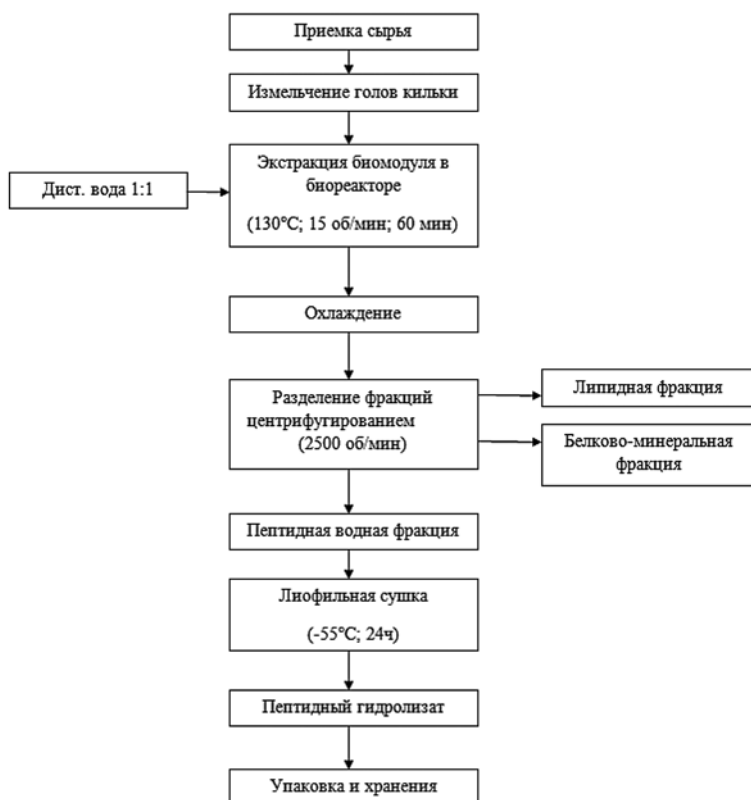 Приемка сырья
Измельчение голов кильки
Экстракция биомодуля в
биореакторе
(130°C; 15 об/мин; 60 мин)
Дист. вода 1:1
Охлаждение
Разделение фракций
центрифугированием
(2500 об/мин)
Липидная фракция
Белково-минеральная
фракция
Пептидная водная фракция
Лиофильная сушка
(-55°C; 24ч)
Пептидный гидролизат
Упаковка и хранения